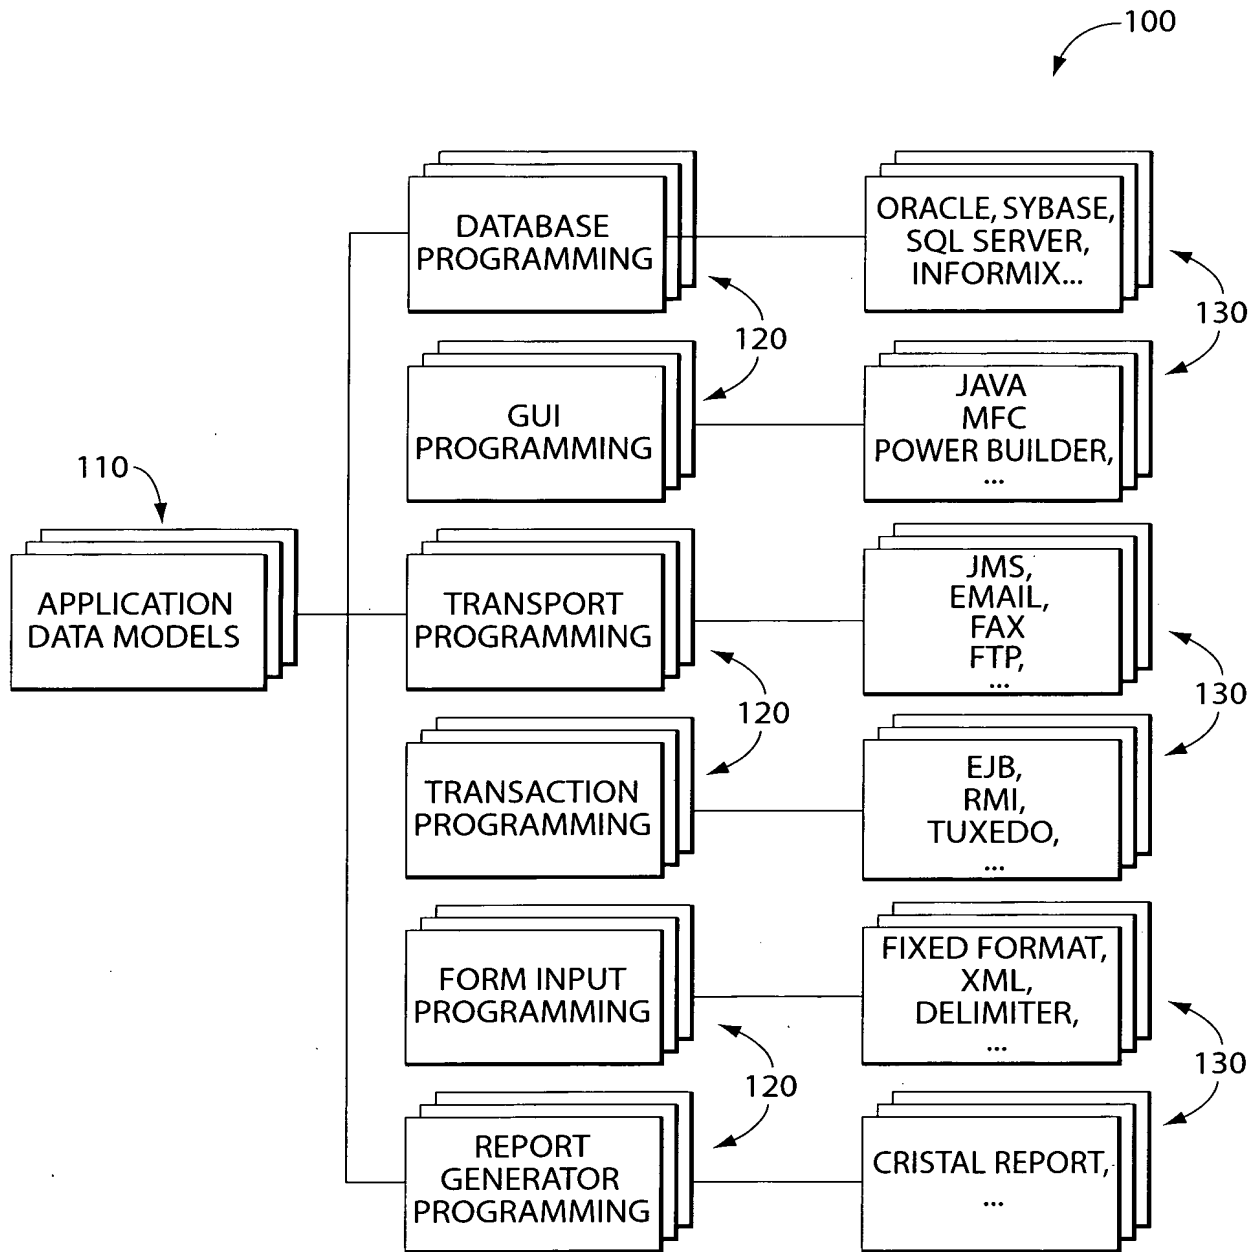 100
DATABASE
PROGRAMMING
ORACLE, SYBASE,
SQL SERVER,
INFORMIX...
120
130
GUI
PROGRAMMING
JAVA
MFC
POWER BUILDER,
...
110
APPLICATION
DATA MODELS
TRANSPORT
PROGRAMMING
JMS,
EMAIL,
FAX
FTP,
...
120
130
TRANSACTION
PROGRAMMING
EJB,
RMI,
TUXEDO,
...
FORM INPUT
PROGRAMMING
FIXED FORMAT,
XML,
DELIMITER,
...
120
130
REPORT
GENERATOR
PROGRAMMING
CRISTAL REPORT,
...